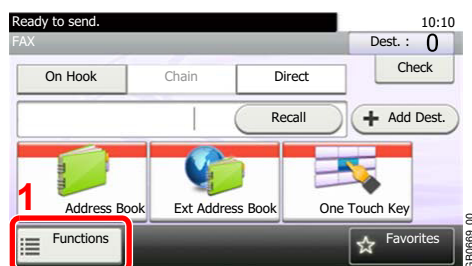 Ready to send.
10:10
FAX
Dest. : 0
On Hook
Chain
Direct
Check
Recall
Add Dest.
1
Address Book
Ext Address Book
One Touch Key
Functions
Favorites
GB0669_00